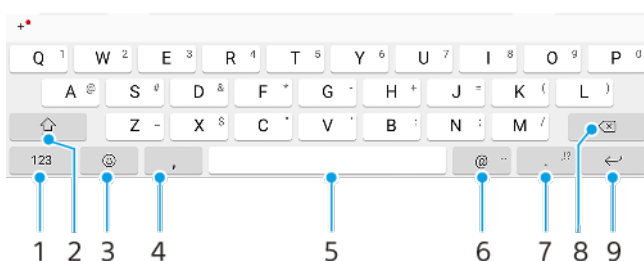 +
Q 1 W 2 E 3 R 4 T 5 Y 6 U 7 I 8 O 9 P 0
A @ S # D & F * G - H + J = K ( L )
Z _ X $ C " V ' B : N ; M /
123 , @ . ,!?
1 2 3 4 5 6 7 8 9